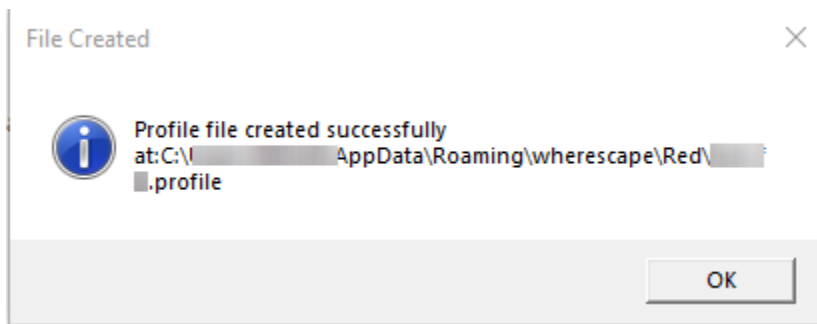 File Created
Profile file created successfully
at:C:\ AppData\Roaming\wherescape\Red\
.profile
OK